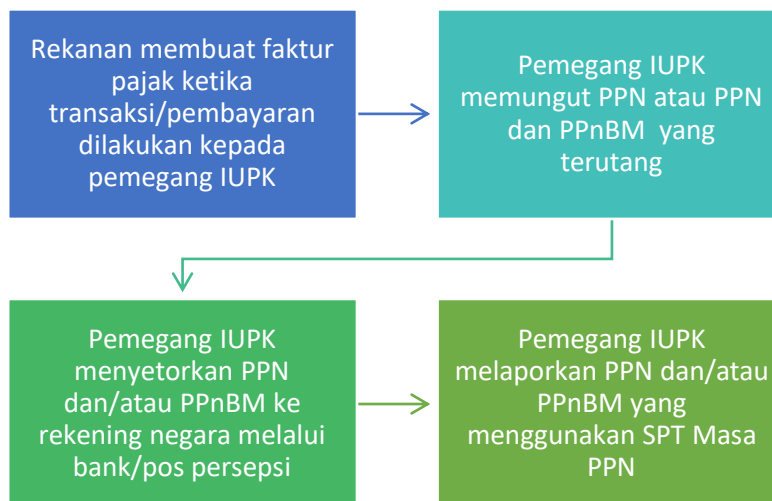 Rekanan membuat faktur
pajak ketika
transaksi/pembayaran
dilakukan kepada
pemegang IUPK
Pemegang IUPK
memungut PPN atau PPN
dan PPnBM yang
terutang
Pemegang IUPK
menyetorkan PPN
dan/atau PPnBM ke
rekening negara melalui
bank/pos persepsi
Pemegang IUPK
melaporkan PPN dan/atau
PPnBM yang
menggunakan SPT Masa
PPN